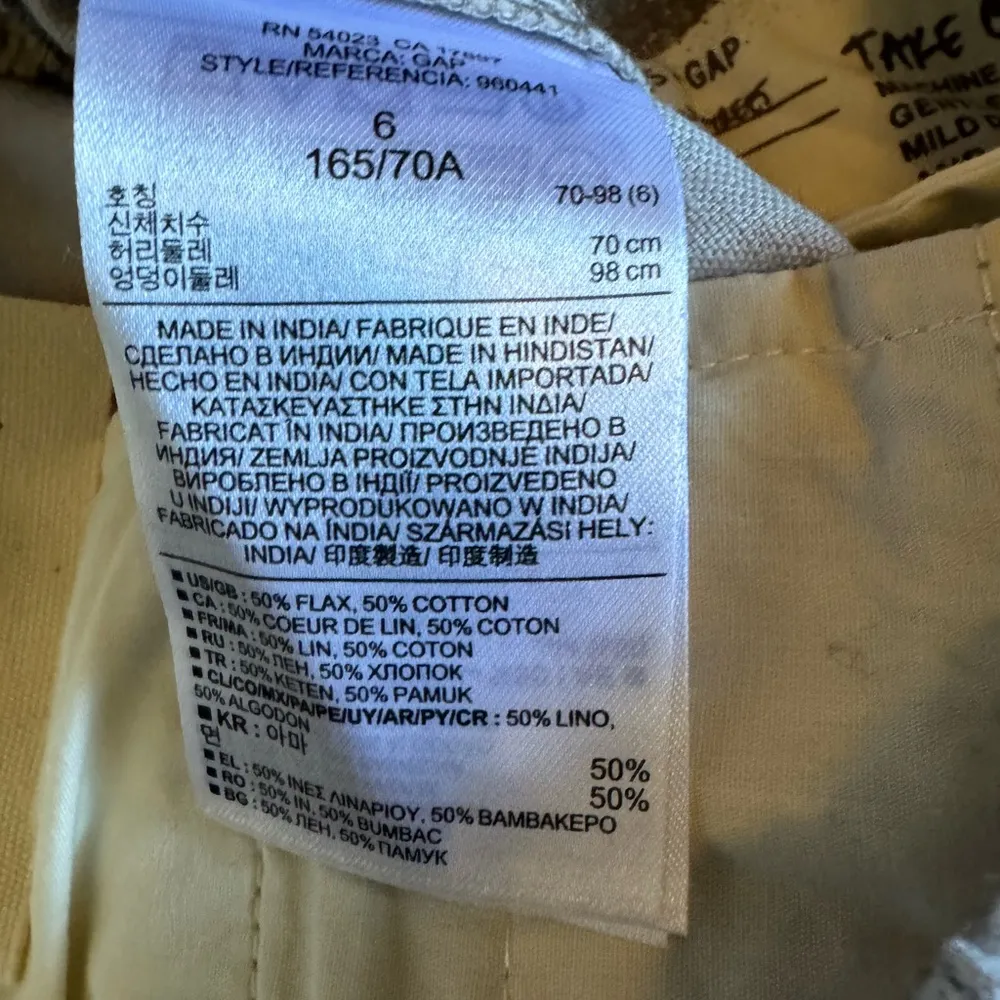 RN 54023 CA
MARCA: GAP
STYLE/REFERENCIA: 960441
6
165/70A
호칭 70-98 (6)
신체치수
허리둘레 70 cm
엉덩이둘레 98 cm
MADE IN INDIA/ FABRIQUE EN INDE/
СДЕЛАНО В ИНДИИ/ MADE IN HINDISTAN/
HECHO EN INDIA/ CON TELA IMPORTADA/
ΚΑΤΑΣΚΕΥΑΣΤΗΚΕ ΣΤΗΝ ΙΝΔΙΑ/
FABRICAT ÎN INDIA/ ПРОИЗВЕДЕНО В
ИНДИЯ/ ZEMLJA PROIZVODNJE INDIJA/
ВИРОБЛЕНО В ІНДІЇ/ PROIZVEDENO
U INDIJI/ WYPRODUKOWANO W INDIA/
FABRICADO NA ÍNDIA/ SZÁRMAZÁSI HELY:
INDIA/ 印度製造/ 印度制造
■ US/GB : 50% FLAX, 50% COTTON
■ CA : 50% COEUR DE LIN, 50% COTON
■ FR/MA : 50% LIN, 50% COTON
■ RU : 50% ЛЕН, 50% ХЛОПОК
■ TR : 50% KETEN, 50% PAMUK
■ CL/CO/MX/PA/PE/UY/AR/PY/CR : 50% LINO,
50% ALGODON
■ KR : 아마 50%
면 50%
■ EL : 50% ΙΝΕΣ ΛΙΝΑΡΙΟΥ, 50% ΒΑΜΒΑΚΕΡΟ
■ RO : 50% IN, 50% BUMBAC
■ BG : 50% ЛЕН, 50% ПАМУК
GAP
TAKE
MACHINE
MILD